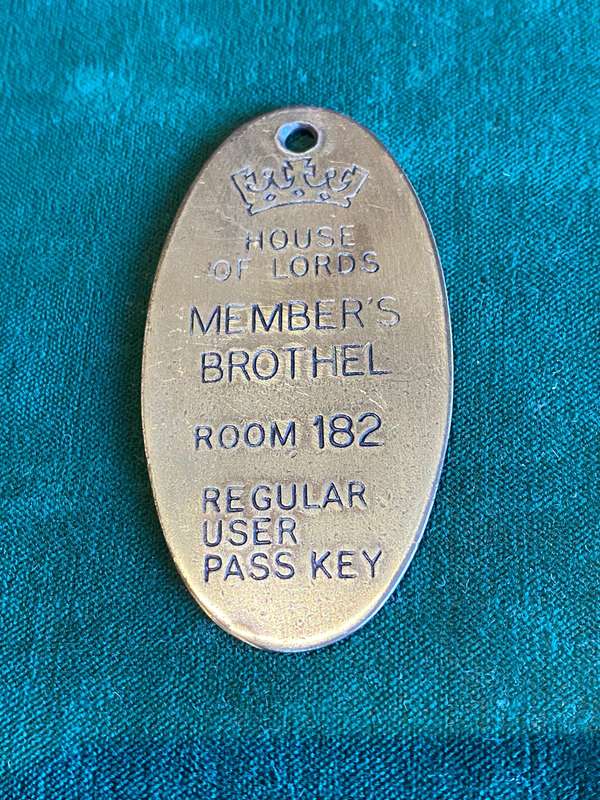 HOUSE
OF LORDS
MEMBER'S
BROTHEL
ROOM 182
REGULAR
USER
PASS KEY